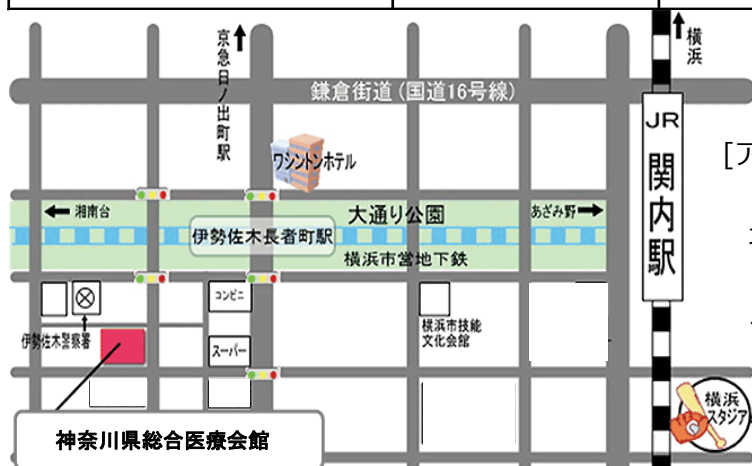 京急日ノ出町駅
横浜
鎌倉街道(国道16号線)
JR
関内駅
ワシントンホテル
[ア
湘南台
大通り公園
あざみ野
伊勢佐木長者町駅
横浜市営地下鉄
コンビニ
伊勢佐木警察署
横浜市技能
文化会館
スーパー
横浜
スタジア
神奈川県総合医療会館